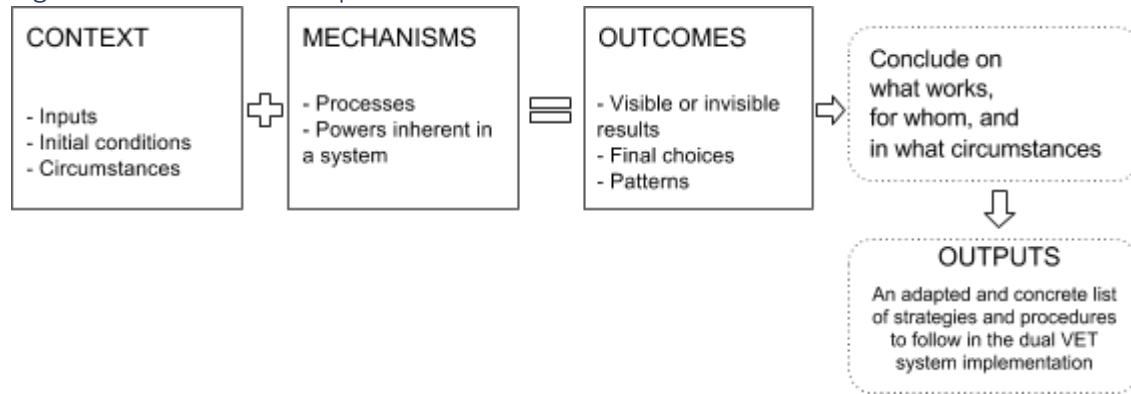 CONTEXT
- Inputs
- Initial conditions
- Circumstances
MECHANISMS
- Processes
- Powers inherent in
a system
OUTCOMES
- Visible or invisible
results
- Final choices
- Patterns
Conclude on
what works,
for whom, and
in what circumstances
OUTPUTS
An adapted and concrete list
of strategies and procedures
to follow in the dual VET
system implementation